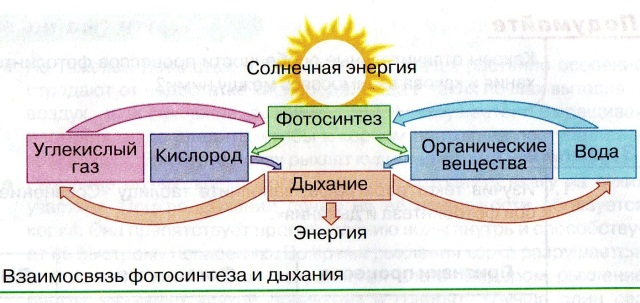 Солнечная энергия
Фотосинтез
Углекислый
газ
Кислород
Органические
вещества
Вода
Дыхание
Энергия
Взаимосвязь фотосинтеза и дыхания